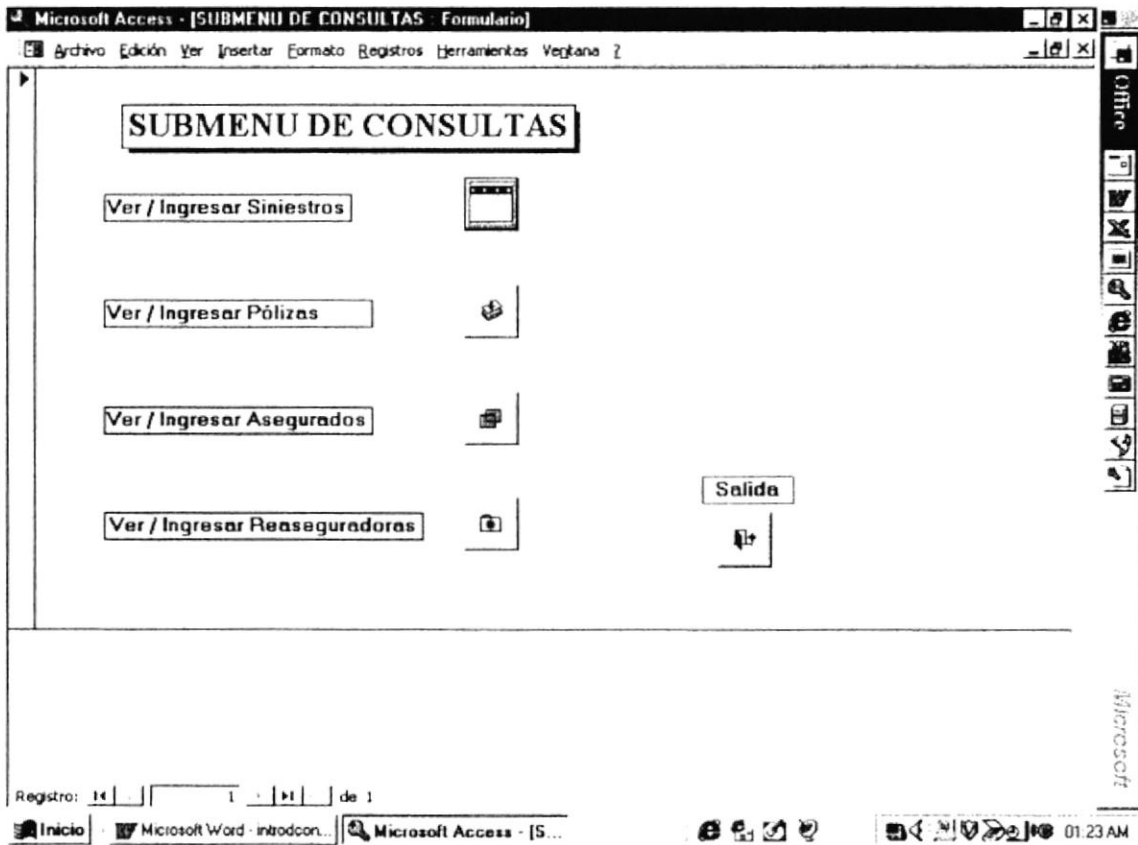 Microsoft Access - [SUBMENU DE CONSULTAS : Formulario]
Archivo Edición Ver Insertar Formato Registros Herramientas Ventana ?
Office
SUBMENU DE CONSULTAS
Ver / Ingresar Siniestros
Ver / Ingresar Pólizas
Ver / Ingresar Asegurados
Ver / Ingresar Reaseguradoras
Salida
Microsoft
Registro: 1 de 1
Inicio Microsoft Word - introdcon... Microsoft Access - [S... 01:23 AM